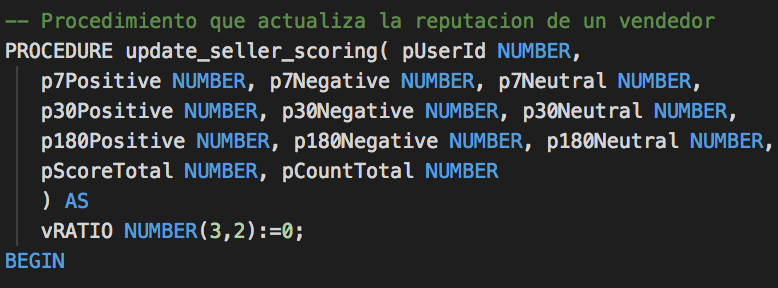 -- Procedimiento que actualiza la reputacion de un vendedor
PROCEDURE update_seller_scoring( pUserId NUMBER,
p7Positive NUMBER, p7Negative NUMBER, p7Neutral NUMBER,
p30Positive NUMBER, p30Negative NUMBER, p30Neutral NUMBER,
p180Positive NUMBER, p180Negative NUMBER, p180Neutral NUMBER,
pScoreTotal NUMBER, pCountTotal NUMBER
) AS
vRATIO NUMBER(3,2):=0;
BEGIN